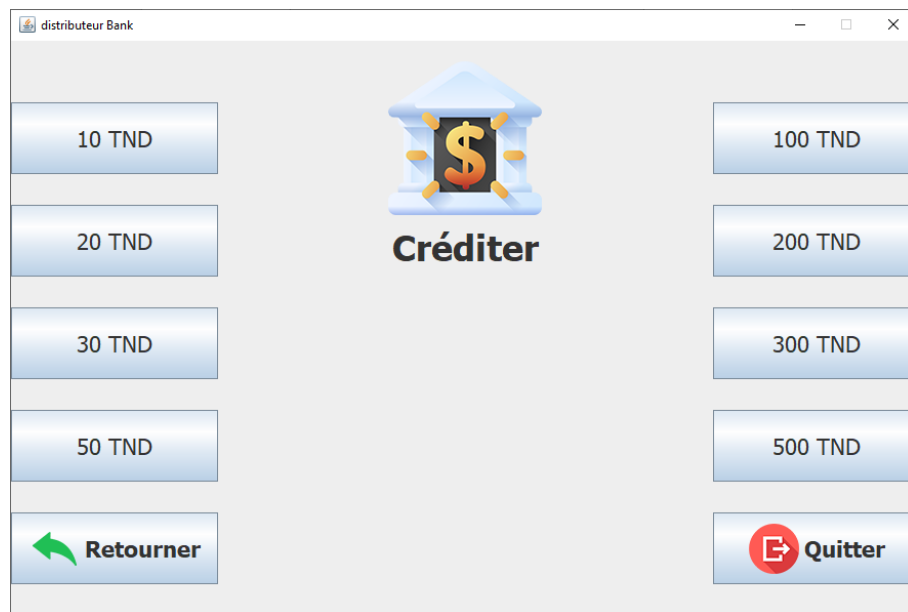 distributeur Bank
10 TND
100 TND
Créditer
20 TND
200 TND
30 TND
300 TND
50 TND
500 TND
Retourner
Quitter